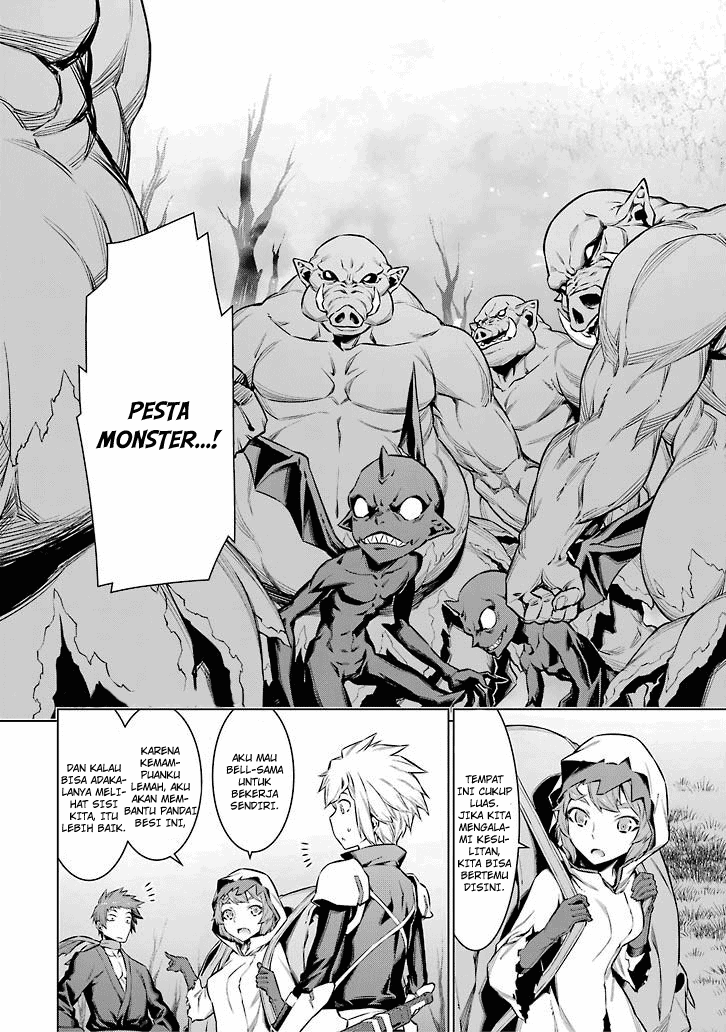 PESTA
MONSTER...!
TEMPAT
INI CUKUP
LUAS.
JIKA KITA
MENGALA-
MI KESU-
LITAN,
KITA BISA
BERTEMU
DISINI.
AKU MAU
BELL-SAMA
UNTUK
BEKERJA
SENDIRI.
KARENA
KEMAM-
PUANKU
LEMAH, AKU
AKAN MEM-
BANTU PANDAI
BESI INI,
DAN KALAU
BISA ADAKA-
LANYA MELI-
HAT SISI
KITA, ITU
LEBIH BAIK.